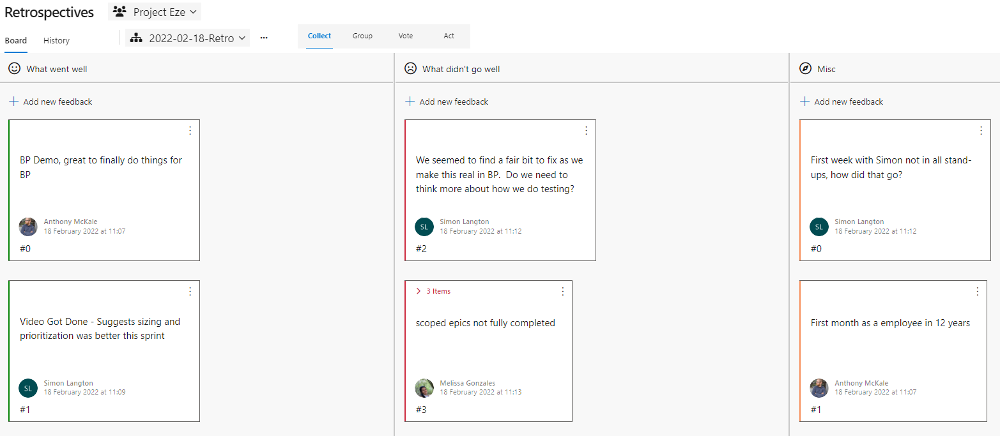 Retrospectives
Project Eze
Board
History
2022-02-18-Retro
Collect
Group
Vote
Act
What went well
Add new feedback
BP Demo, great to finally do things for
BP
Anthony McKale
18 February 2022 at 11:07
#0
Video Got Done - Suggests sizing and
prioritization was better this sprint
SL
Simon Langton
18 February 2022 at 11:09
#1
What didn't go well
Add new feedback
We seemed to find a fair bit to fix as we
make this real in BP.  Do we need to
think more about how we do testing?
SL
Simon Langton
18 February 2022 at 11:12
#2
3 Items
scoped epics not fully completed
Melissa Gonzales
18 February 2022 at 11:13
#3
Misc
Add new feedback
First week with Simon not in all stand-
ups, how did that go?
SL
Simon Langton
18 February 2022 at 11:12
#0
First month as a employee in 12 years
Anthony McKale
18 February 2022 at 11:07
#1